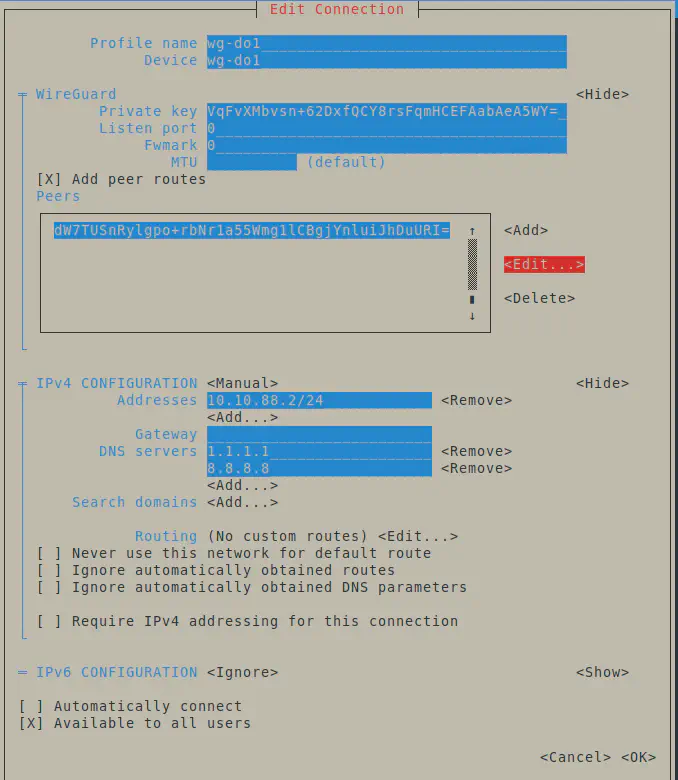 Edit Connection
Profile name wg-do1
Device wg-do1
WireGuard <Hide>
Private key VqFvXMbvsn+62DxfQCY8rsFqmHCEFAabAeA5WY=_
Listen port 0
Fwmark 0
MTU (default)
[X] Add peer routes
Peers
dW7TUSnRylgpo+rbNr1a55Wmg1lCBgjYnluiJhDuURI= ↑ <Add>
<Edit...>
<Delete>
↓
IPv4 CONFIGURATION <Manual> <Hide>
Addresses 10.10.88.2/24 <Remove>
<Add...>
Gateway
DNS servers 1.1.1.1 <Remove>
8.8.8.8 <Remove>
<Add...>
Search domains <Add...>
Routing (No custom routes) <Edit...>
[ ] Never use this network for default route
[ ] Ignore automatically obtained routes
[ ] Ignore automatically obtained DNS parameters
[ ] Require IPv4 addressing for this connection
IPv6 CONFIGURATION <Ignore> <Show>
[ ] Automatically connect
[X] Available to all users
<Cancel> <OK>